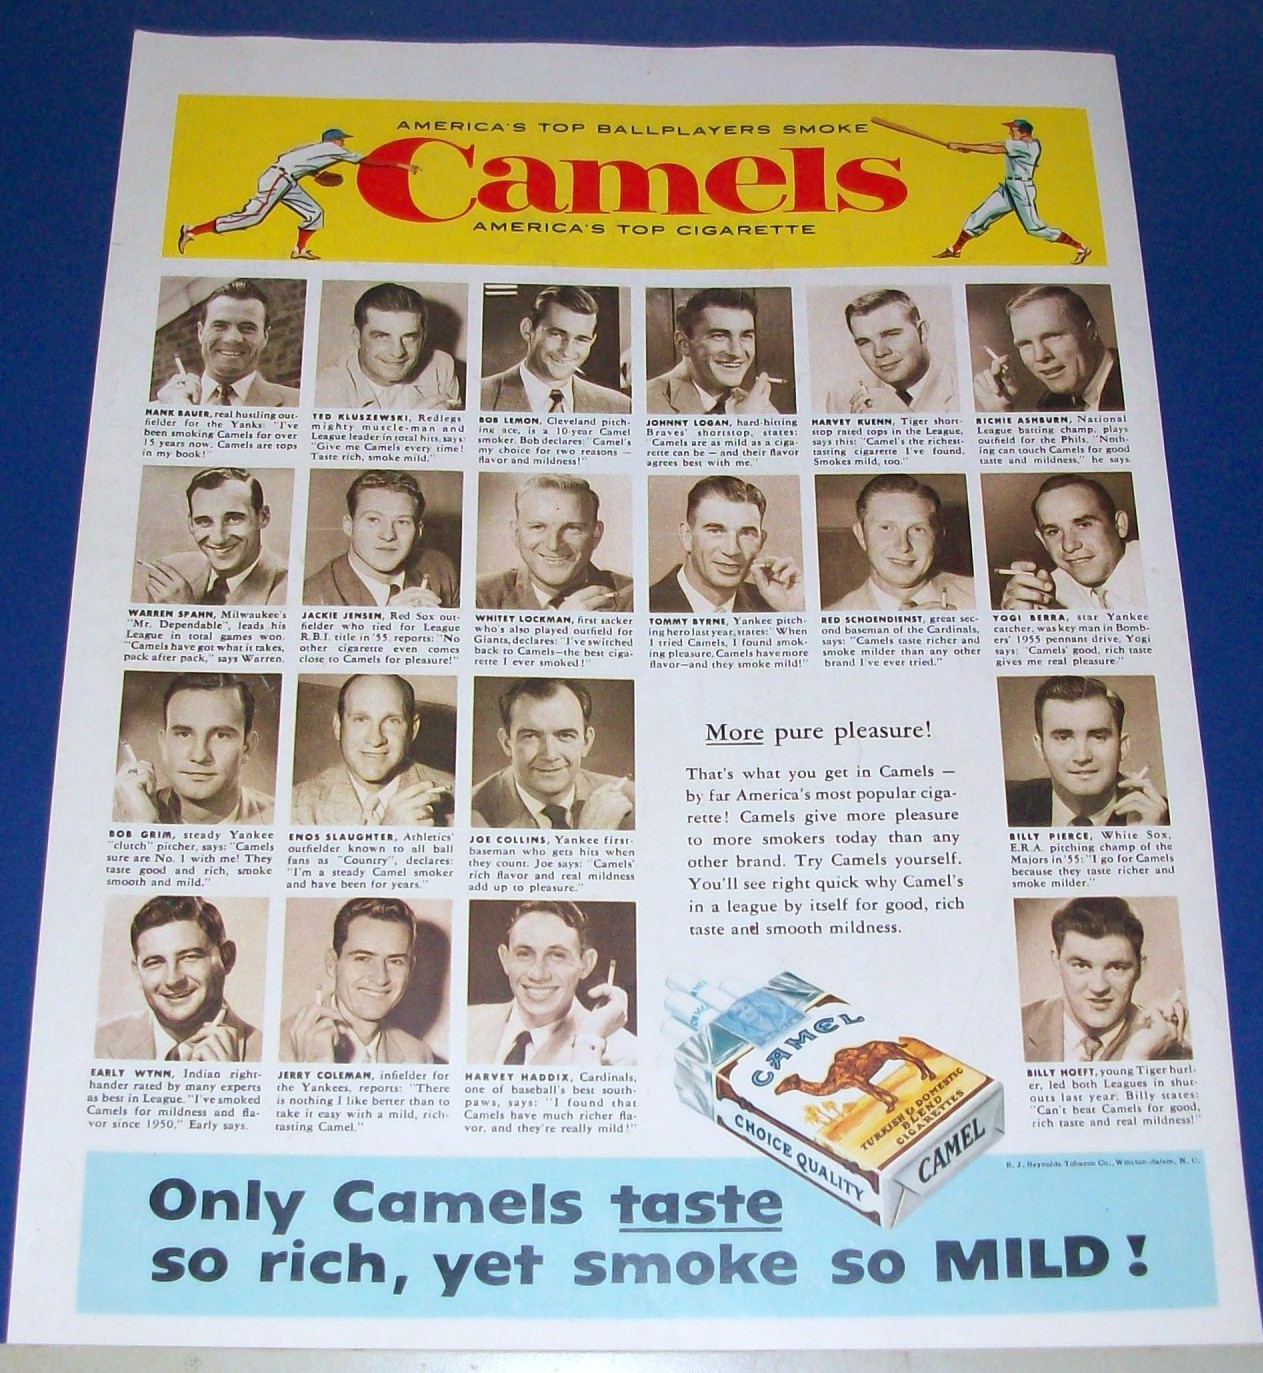 AMERICA'S TOP BALLPLAYERS SMOKE
Camels
AMERICA'S TOP CIGARETTE
HANK BAUER, real hustling out-
fielder for the Yanks: "I've
been smoking Camels for over
15 years now. Camels are tops
in my book!"
TED KLUSZEWSKI, Redlegs
mighty muscle-man and
League leader in total hits, says:
"Give me Camels every time!
Taste rich, smoke mild."
BOB LEMON, Cleveland pitch-
ing ace, is a 10-year Camel
smoker. Bob declares: "Camel's
my choice for two reasons —
flavor and mildness!"
JOHNNY LOGAN, hard-hitting
Braves' shortstop, states:
"Camels are as mild as a ciga-
rette can be — and their flavor
agrees best with me."
HARVEY KUENN, Tiger short-
stop rated tops in the League,
says this: "Camel's the richest-
tasting cigarette I've found.
Smokes mild, too."
RICHIE ASHBURN, National
League batting champ, plays
outfield for the Phils. "Noth-
ing can touch Camels for good
taste and mildness," he says.
WARREN SPANN, Milwaukee's
"Mr. Dependable", leads his
League in total games won.
"Camels have got what it takes,
pack after pack," says Warren.
JACKIE JENSEN, Red Sox out-
fielder who tied for League
R.B.I. title in '55, reports: "No
other cigarette even comes
close to Camels for pleasure!"
WHITEY LOCKMAN, first sacker
who's also played outfield for
Giants, declares: "I've switched
back to Camels—the best ciga-
rette I ever smoked!"
TOMMY BYRNE, Yankee pitch-
ing hero last year, states: "When
I tried Camels, I found smok-
ing pleasure. Camels have more
flavor—and they smoke mild!"
RED SCHOENDIENST, great sec-
ond baseman of the Cardinals,
says: "Camels taste richer and
smoke milder than any other
brand I've ever tried."
YOGI BERRA, star Yankee
catcher, was key man in Bomb-
ers' 1955 pennant drive. Yogi
says: "Camels' good, rich taste
gives me real pleasure."
BOB GRIM, steady Yankee
"clutch" pitcher, says: "Camels
sure are No. 1 with me! They
taste good and rich, smoke
smooth and mild."
ENOS SLAUGHTER, Athletics'
outfielder known to all ball
fans as "Country", declares:
"I'm a steady Camel smoker
and have been for years."
JOE COLLINS, Yankee first-
baseman who gets hits when
they count. Joe says: "Camels'
rich flavor and real mildness
add up to pleasure."
More pure pleasure!
That's what you get in Camels —
by far America's most popular ciga-
rette! Camels give more pleasure
to more smokers today than any
other brand. Try Camels yourself.
You'll see right quick why Camel's
in a league by itself for good, rich
taste and smooth mildness.
BILLY PIERCE, White Sox,
E.R.A. pitching champ of the
Majors in '55: "I go for Camels
because they taste richer and
smoke milder."
EARLY WYNN, Indian right-
hander rated by many experts
as best in League. "I've smoked
Camels for mildness and fla-
vor since 1950," Early says.
JERRY COLEMAN, infielder for
the Yankees, reports: "There
is nothing I like better than to
take it easy with a mild, rich-
tasting Camel."
HARVEY HADDIX, Cardinals,
one of baseball's best south-
paws, says: "I found that
Camels have much richer fla-
vor, and they're really mild!"
BILLY HOEFT, young Tiger hurl-
er, led both Leagues in shut-
outs last year. Billy states:
"Can't beat Camels for good,
rich taste and real mildness!"
CAMEL
TURKISH & DOMESTIC
BLEND
CIGARETTES
CHOICE QUALITY
CAMEL
R. J. Reynolds Tobacco Co., Winston-Salem, N. C.
Only Camels taste
so rich, yet smoke so MILD!